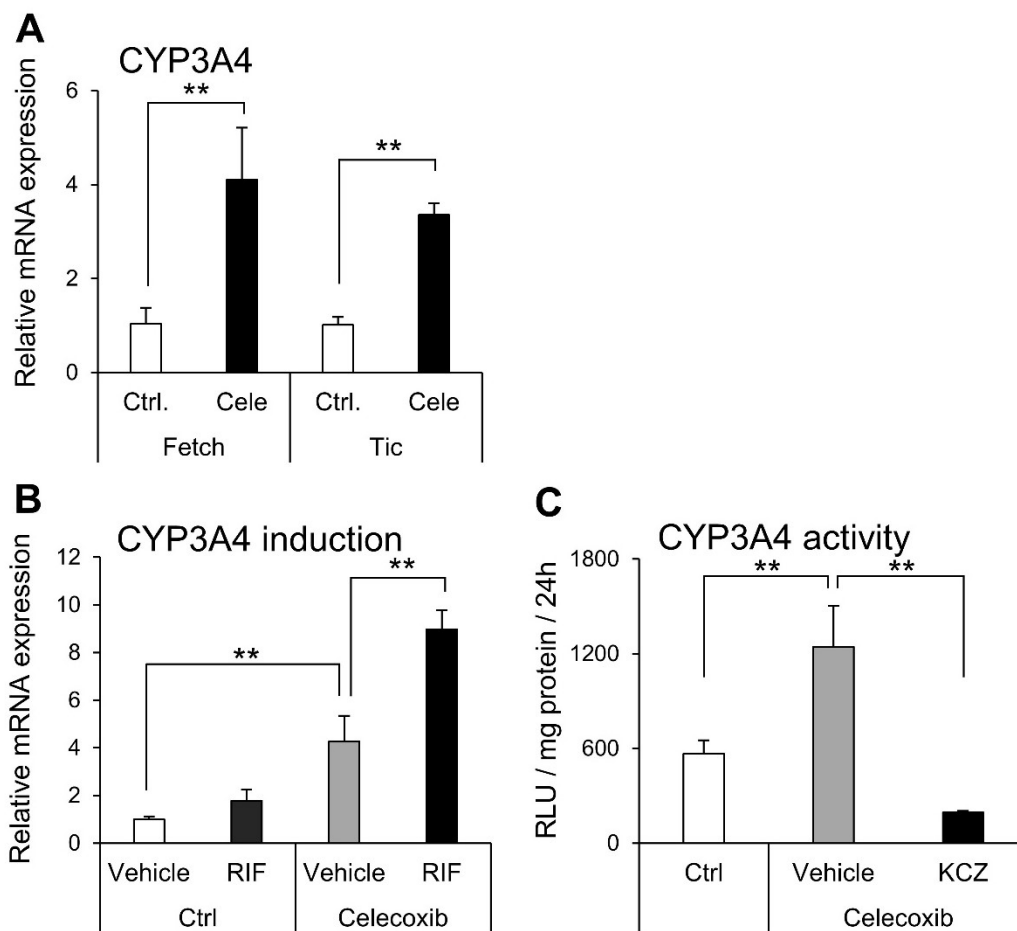 A
CYP3A4
Relative mRNA expression
6
4
2
0
**
**
Ctrl. Cele Ctrl. Cele
Fetch Tic
B
CYP3A4 induction
Relative mRNA expression
12
10
8
6
4
2
0
**
**
Vehicle RIF Vehicle RIF
Ctrl Celecoxib
C
CYP3A4 activity
RLU / mg protein / 24h
1800
1200
600
0
** **
Ctrl Vehicle KCZ
Celecoxib